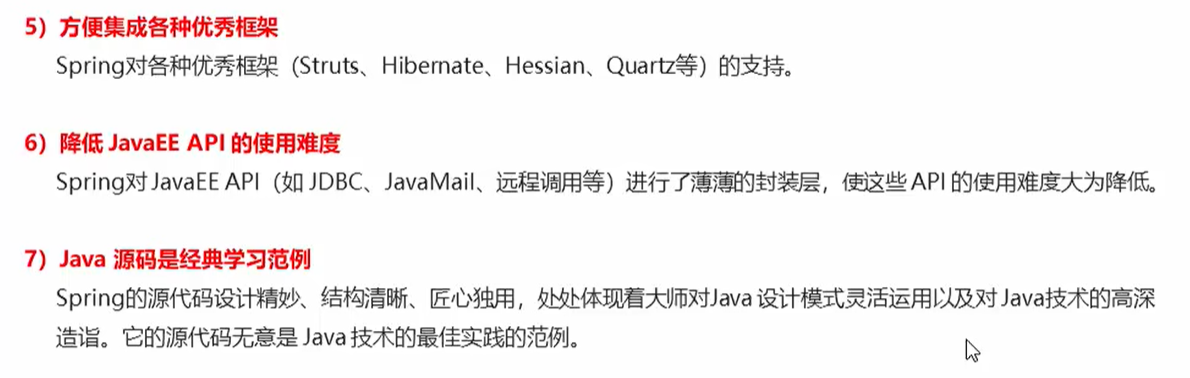 5）方便集成各种优秀框架
Spring对各种优秀框架（Struts、Hibernate、Hessian、Quartz等）的支持。
6）降低 JavaEE API 的使用难度
Spring对 JavaEE API（如 JDBC、JavaMail、远程调用等）进行了薄薄的封装层，使这些 API 的使用难度大为降低。
7）Java 源码是经典学习范例
Spring的源代码设计精妙、结构清晰、匠心独用，处处体现着大师对Java 设计模式灵活运用以及对 Java技术的高深
造诣。它的源代码无意是 Java 技术的最佳实践的范例。